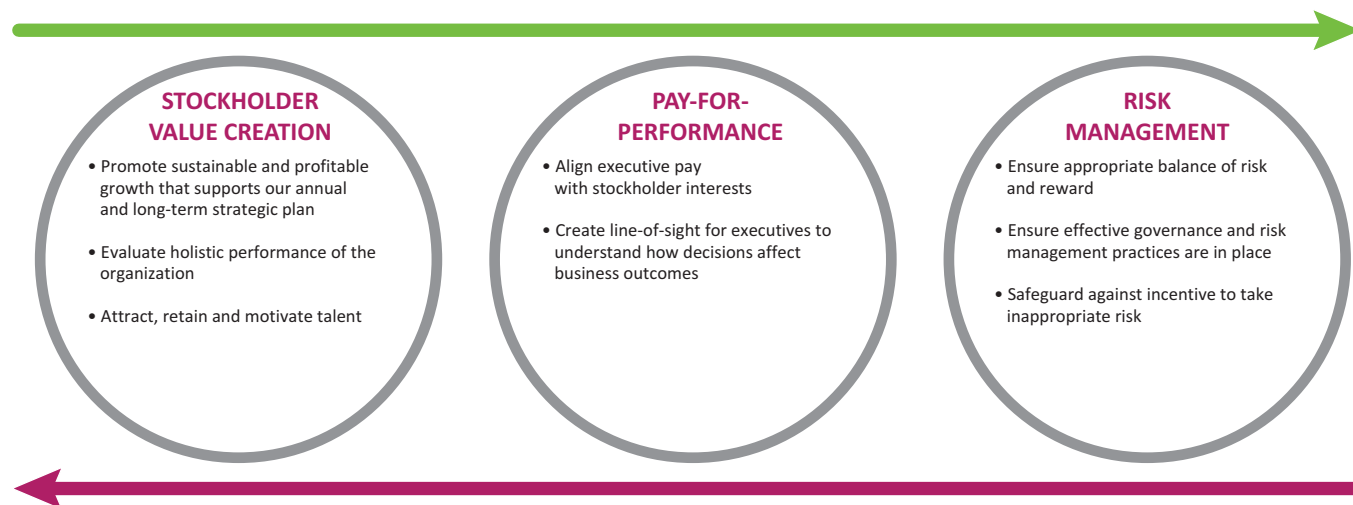 STOCKHOLDER
VALUE CREATION
• Promote sustainable and profitable
growth that supports our annual
and long-term strategic plan
• Evaluate holistic performance of the
organization
• Attract, retain and motivate talent
PAY-FOR-
PERFORMANCE
• Align executive pay
with stockholder interests
• Create line-of-sight for executives to
understand how decisions affect
business outcomes
RISK
MANAGEMENT
• Ensure appropriate balance of risk
and reward
• Ensure effective governance and risk
management practices are in place
• Safeguard against incentive to take
inappropriate risk